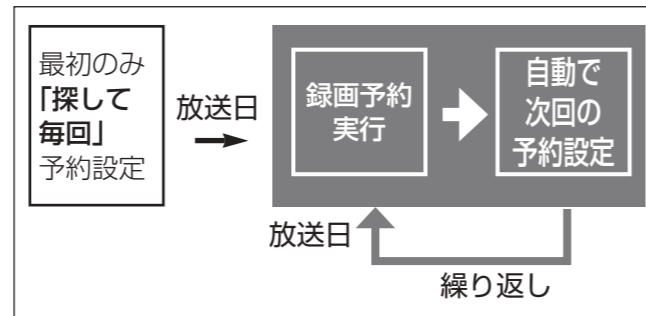 最初のみ
「探して
毎回」
予約設定
放送日
録画予約
実行
自動で
次回の
予約設定
放送日
繰り返し